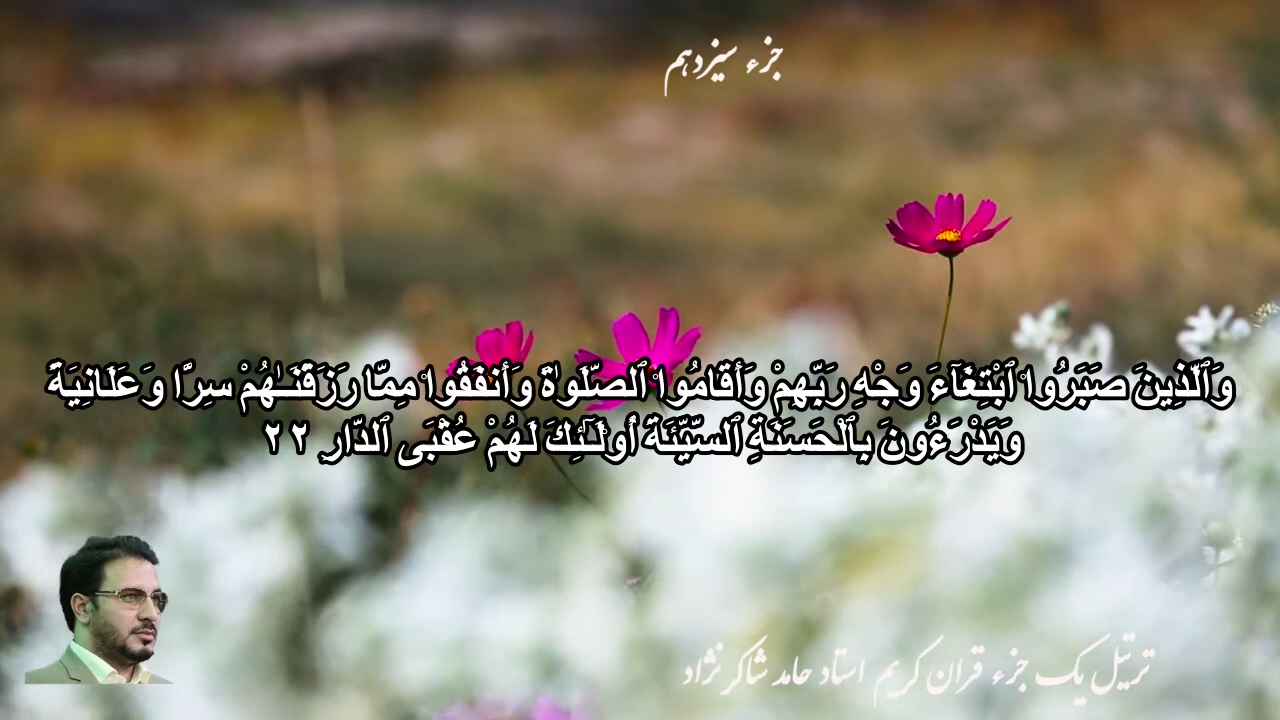 جزء سیزدهم
وَٱلَّذِينَ صَبَرُوا۟ ٱبْتِغَآءَ وَجْهِ رَبِّهِمْ وَأَقَامُوا۟ ٱلصَّلَوٰةَ وَأَنفَقُوا۟ مِمَّا رَزَقْنَـٰهُمْ سِرًّا وَعَلَانِيَةً
وَيَدْرَءُونَ بِٱلْحَسَنَةِ ٱلسَّيِّئَةَ أُو۟لَـٰٓئِكَ لَهُمْ عُقْبَى ٱلدَّارِ ٢٢
ترتیل یک جزء قران کریم استاد حامد شاکرنژاد